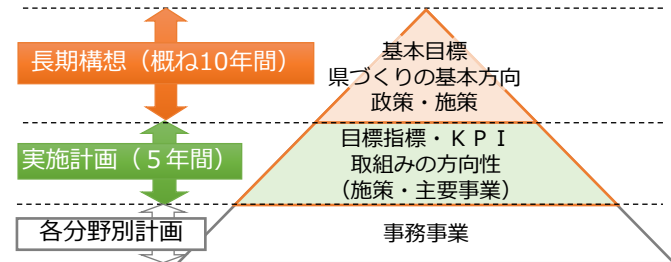 長期構想（概ね10年間）
基本目標
県づくりの基本方向
政策・施策
実施計画（５年間）
目標指標・ＫＰＩ
取組みの方向性
（施策・主要事業）
各分野別計画
事務事業